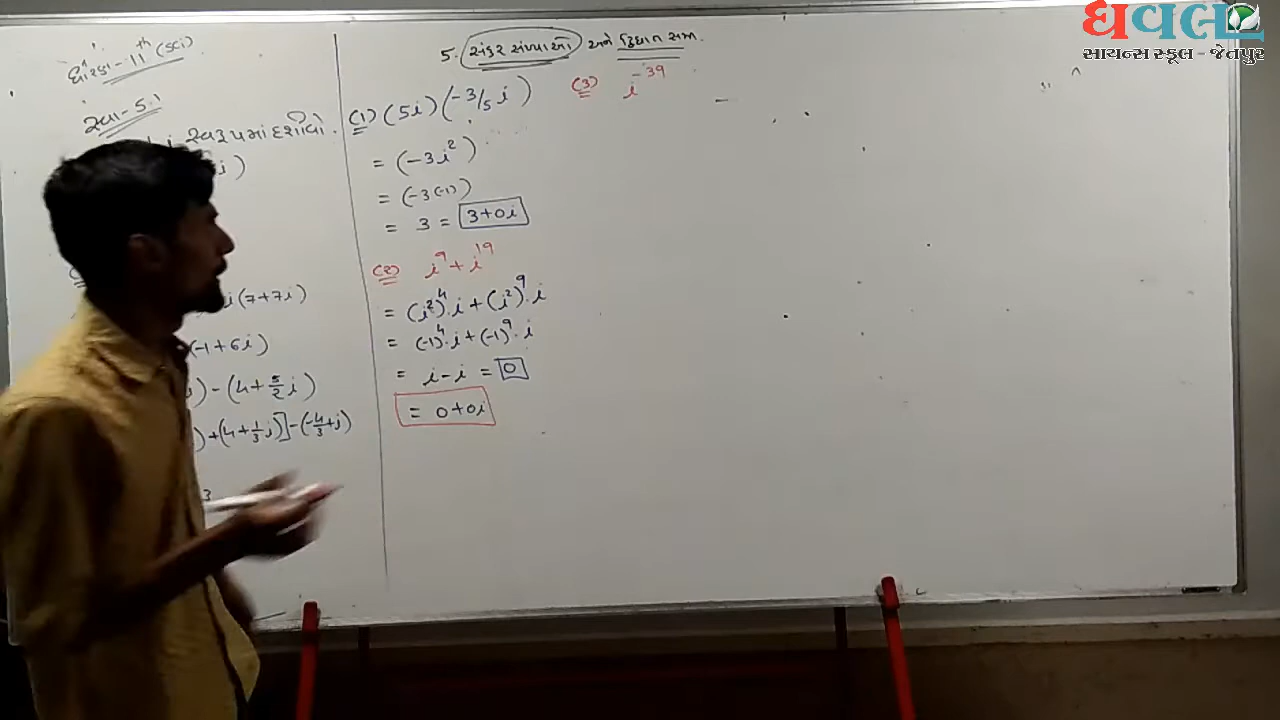 ધવલ
સાયન્સ સ્કૂલ - જેતપુર
ધોરણ - 11th (sci)
સ્વા - 5.1
i સ્વરૂપમાં દર્શાવો.
i)
i(7+7i)
(-1+6i)
) - (4+5/2 i)
) + (4+1/3 i)] - (-4/3+i)
3
5. સંકર સંખ્યાઓ અને દ્વિઘાત સમ.
(1) (5i) (-3/5 i)
= (-3i²)
= (-3(-1))
= 3 = 3+0i
(2) i⁹ + i¹⁹
= (i²)⁴·i + (i²)⁹·i
= (-1)⁴·i + (-1)⁹·i
= i - i = 0
= 0+0i
(3) i⁻³⁹